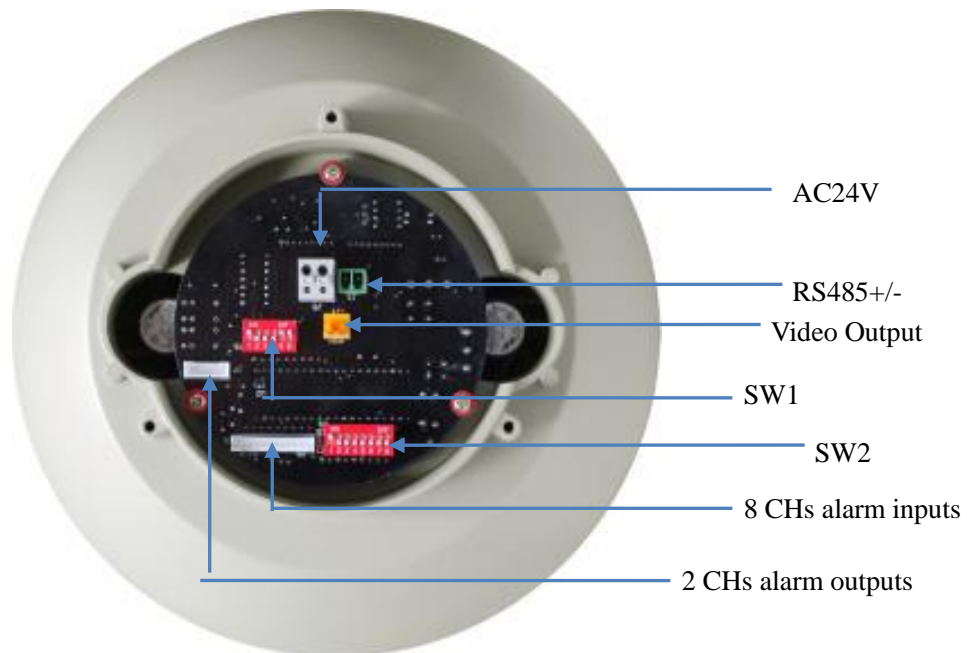 AC24V
RS485+/-
Video Output
SW1
SW2
8 CHs alarm inputs
2 CHs alarm outputs